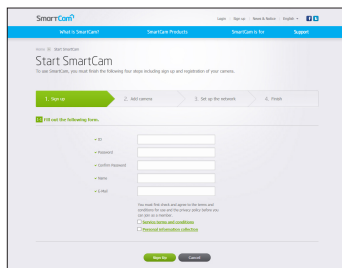 SmartCam
Login Sign up News & Notice English
What is SmartCam? SmartCam Products SmartCam is for Support
Home Start SmartCam
Start SmartCam
To use SmartCam, you must finish the following four steps including sign up and registration of your camera.
1. Sign up 2. Add camera 3. Set up the network 4. Finish
Fill out the following form.
ID
Password
Confirm Password
Name
E-Mail
You must first check and agree to the terms and
conditions for use and the privacy policy before you
can join as a member.
Service terms and conditions
Personal information collection
Sign Up Cancel